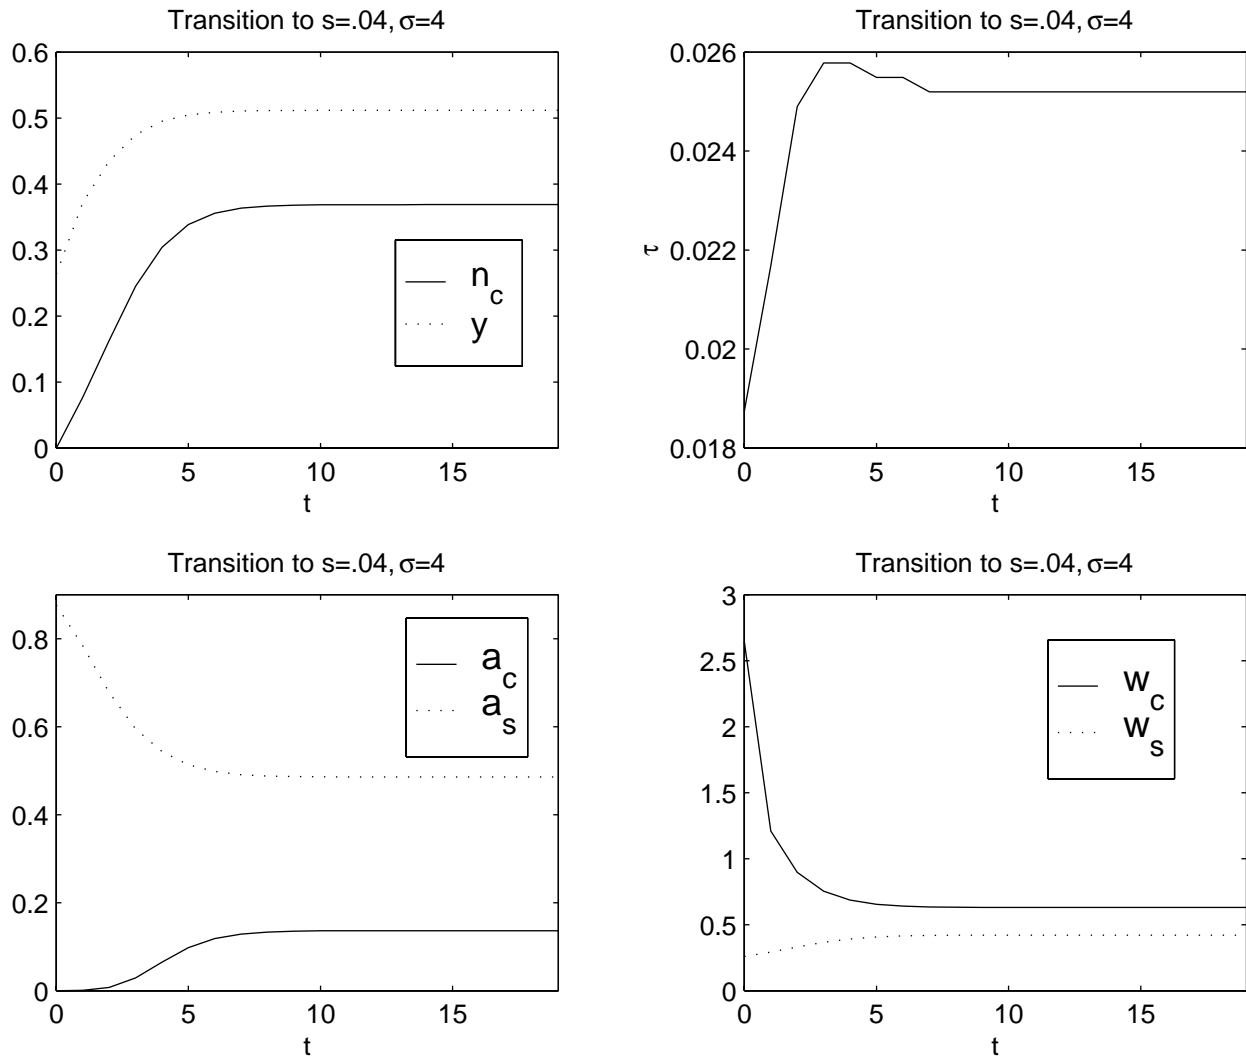 Transition to s=.04, σ=4
0.6
0.5
0.4
0.3
0.2
0.1
0
n_c
y
0 5 10 15
t
0.026
0.024
0.022
0.02
0.018
τ
0 5 10 15
t
Transition to s=.04, σ=4
Transition to s=.04, σ=4
0.8
0.6
0.4
0.2
0
a_c
a_s
0 5 10 15
t
Transition to s=.04, σ=4
3
2.5
2
1.5
1
0.5
0
w_c
w_s
0 5 10 15
t